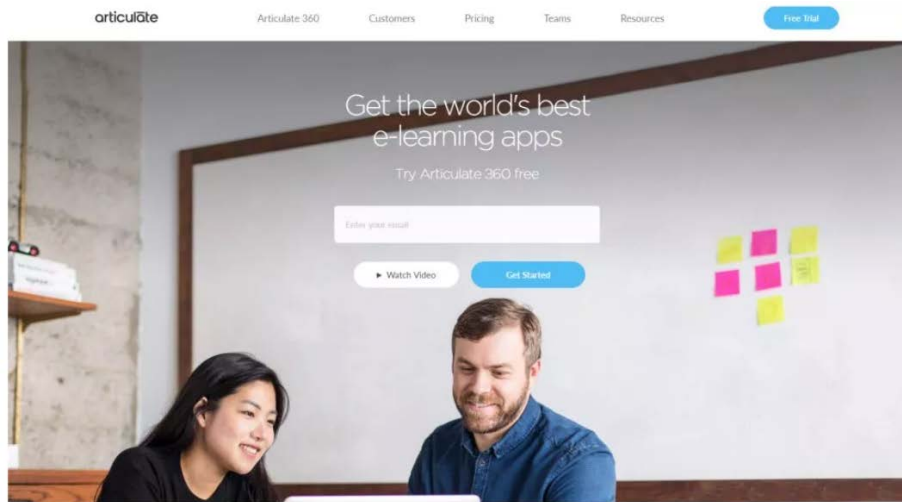 articulate
Articulate 360 Customers Pricing Teams Resources Free Trial
Get the world's best
e-learning apps
Try Articulate 360 free
Enter your email
► Watch Video Get Started